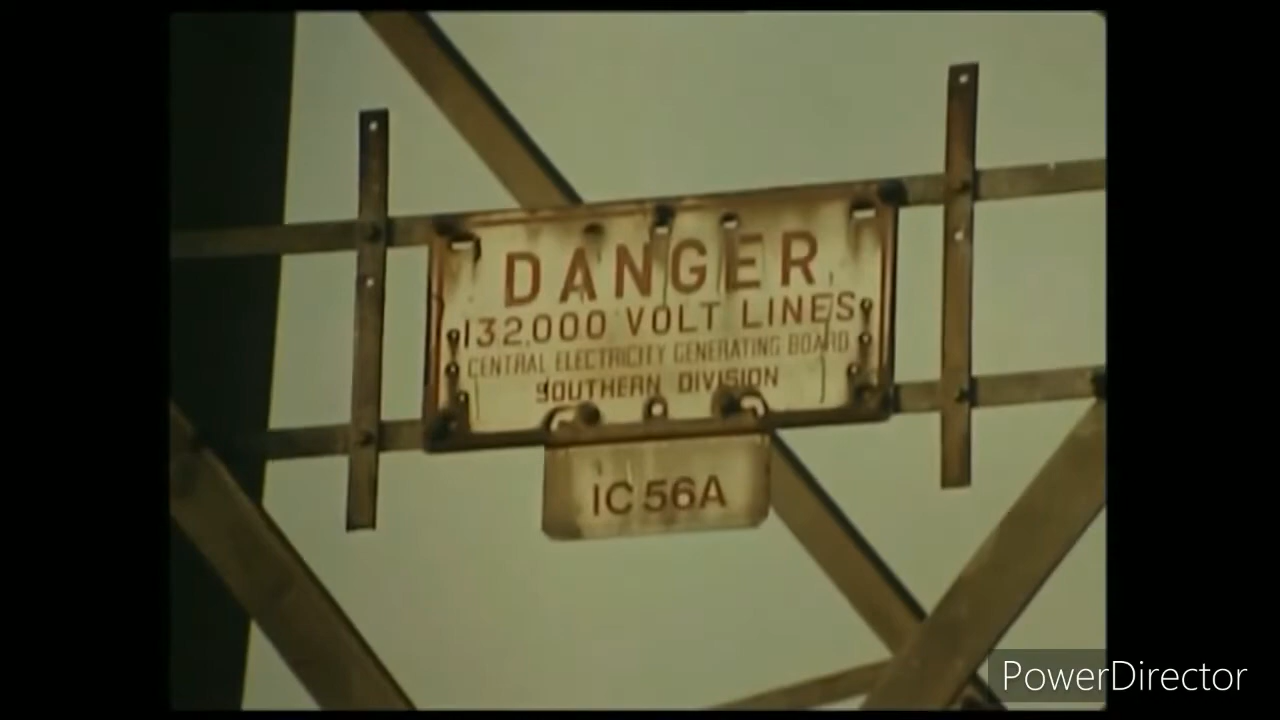 DANGER
132,000 VOLT LINES
CENTRAL ELECTRICITY GENERATING BOARD
SOUTHERN DIVISION
IC 56A
PowerDirector